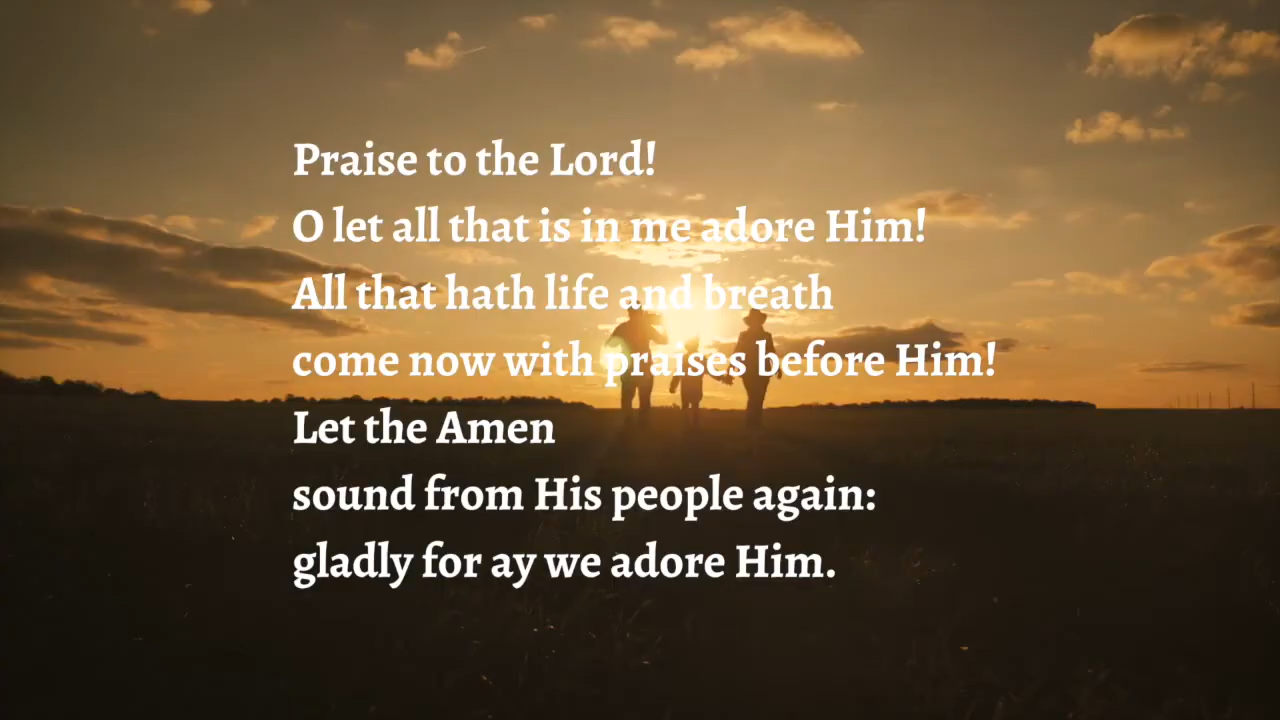 Praise to the Lord!
O let all that is in me adore Him!
All that hath life and breath
come now with praises before Him!
Let the Amen
sound from His people again:
gladly for ay we adore Him.